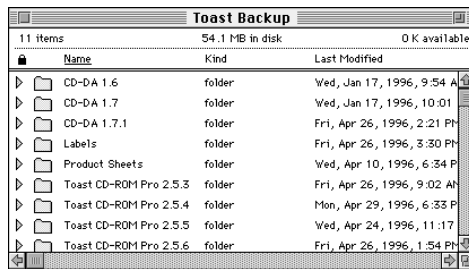 Toast Backup
11 items 54.1 MB in disk 0 K available
Name Kind Last Modified
CD-DA 1.6 folder Wed, Jan 17, 1996, 9:54 A
CD-DA 1.7 folder Wed, Jan 17, 1996, 10:01
CD-DA 1.7.1 folder Fri, Apr 26, 1996, 2:21 PM
Labels folder Fri, Apr 26, 1996, 3:30 PM
Product Sheets folder Wed, Apr 10, 1996, 6:34 P
Toast CD-ROM Pro 2.5.3 folder Fri, Apr 26, 1996, 9:02 AM
Toast CD-ROM Pro 2.5.4 folder Mon, Apr 29, 1996, 6:33 P
Toast CD-ROM Pro 2.5.5 folder Wed, Apr 24, 1996, 11:17
Toast CD-ROM Pro 2.5.6 folder Fri, Apr 26, 1996, 1:54 PM